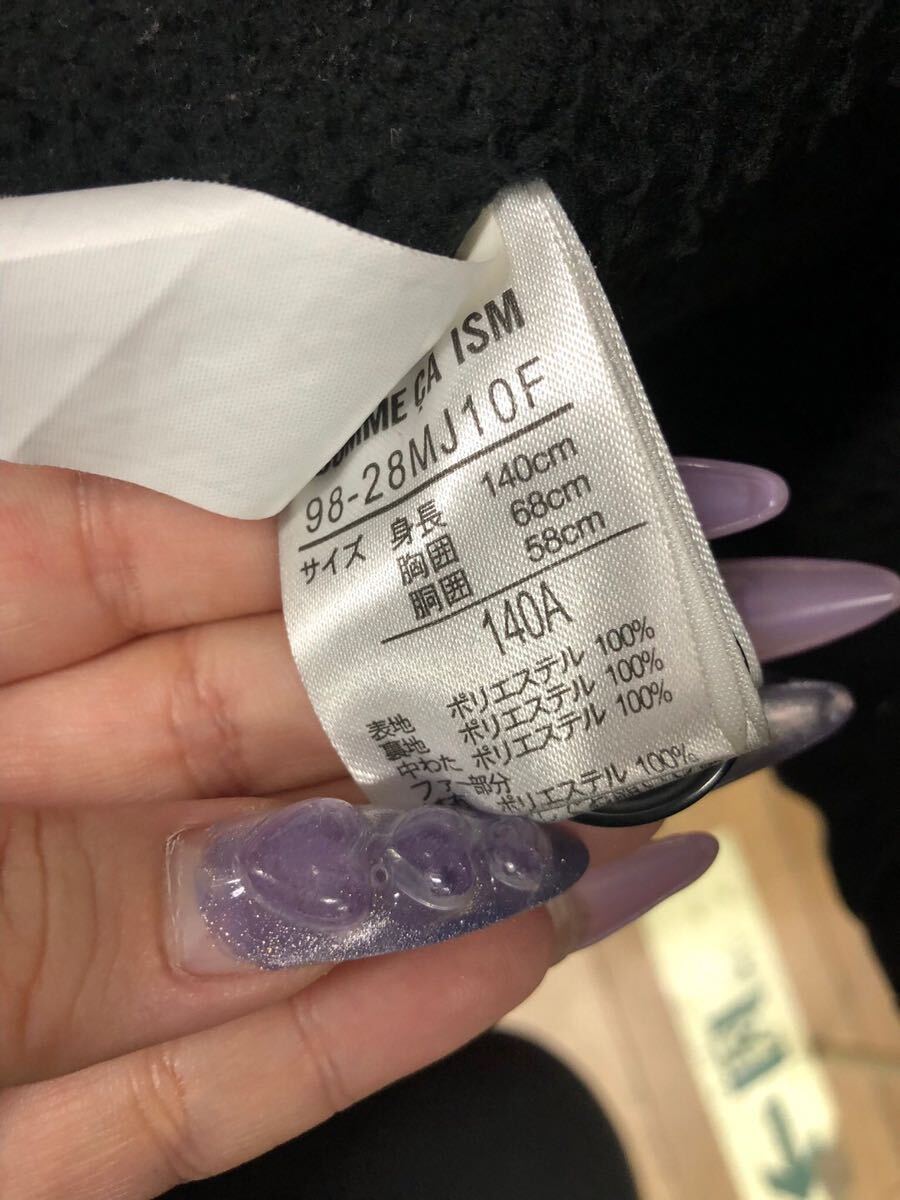 COMME ÇA ISM
98-28MJ10F
サイズ 身長 140cm
胸囲 68cm
胴囲 58cm
140A
表地 ポリエステル 100%
裏地 ポリエステル 100%
中わた ポリエステル 100%
ファー部分
ポリエステル 100%